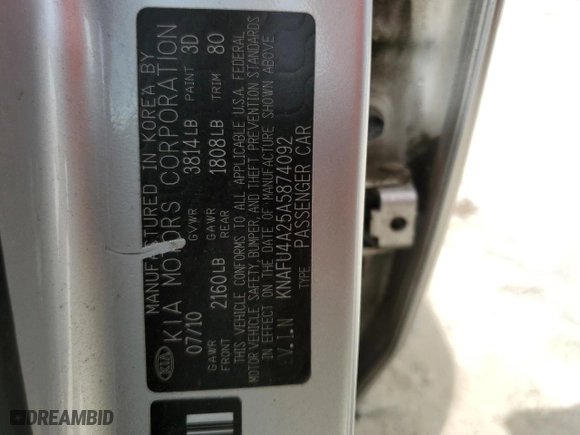 MANUFACTURED IN KOREA BY
KIA KIA MOTORS CORPORATION
07/10 GVWR 3814LB PAINT 3D
GAWR FRONT 2160LB GAWR REAR 1808LB TRIM 80
THIS VEHICLE CONFORMS TO ALL APPLICABLE U.S.A. FEDERAL
MOTOR VEHICLE SAFETY BUMPER, AND THEFT PREVENTION STANDARDS
IN EFFECT ON THE DATE OF MANUFACTURE SHOWN ABOVE
V.I.N KNAFU4A25A5874092
TYPE PASSENGER CAR
DREAMBID